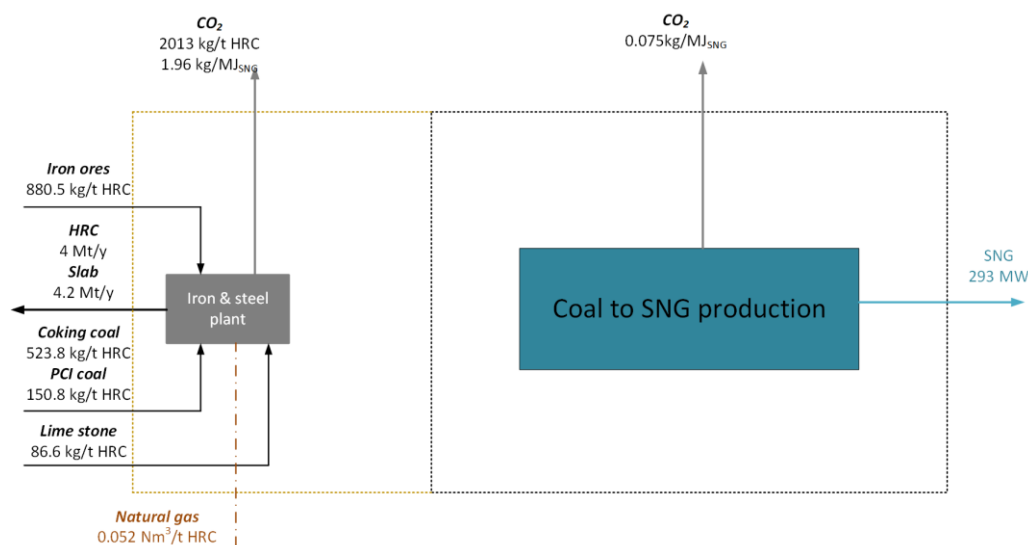 CO₂
2013 kg/t HRC
1.96 kg/MJSNG
CO₂
0.075kg/MJSNG
Iron ores
880.5 kg/t HRC
HRC
4 Mt/y
Slab
4.2 Mt/y
Iron & steel
plant
Coking coal
523.8 kg/t HRC
PCI coal
150.8 kg/t HRC
Lime stone
86.6 kg/t HRC
Natural gas
0.052 Nm³/t HRC
Coal to SNG production
SNG
293 MW